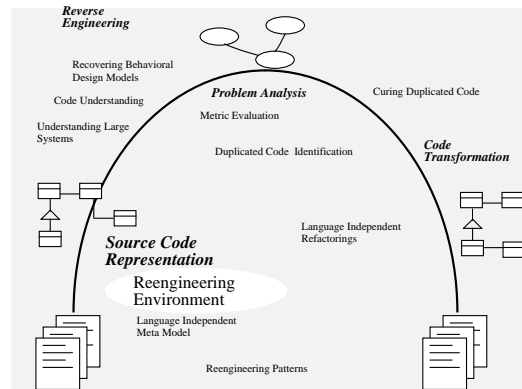 Reverse
Engineering
Recovering Behavioral
Design Models
Code Understanding
Understanding Large
Systems
Problem Analysis
Metric Evaluation
Duplicated Code Identification
Curing Duplicated Code
Code
Transformation
Language Independent
Refactorings
Source Code
Representation
Reengineering
Environment
Language Independent
Meta Model
Reengineering Patterns